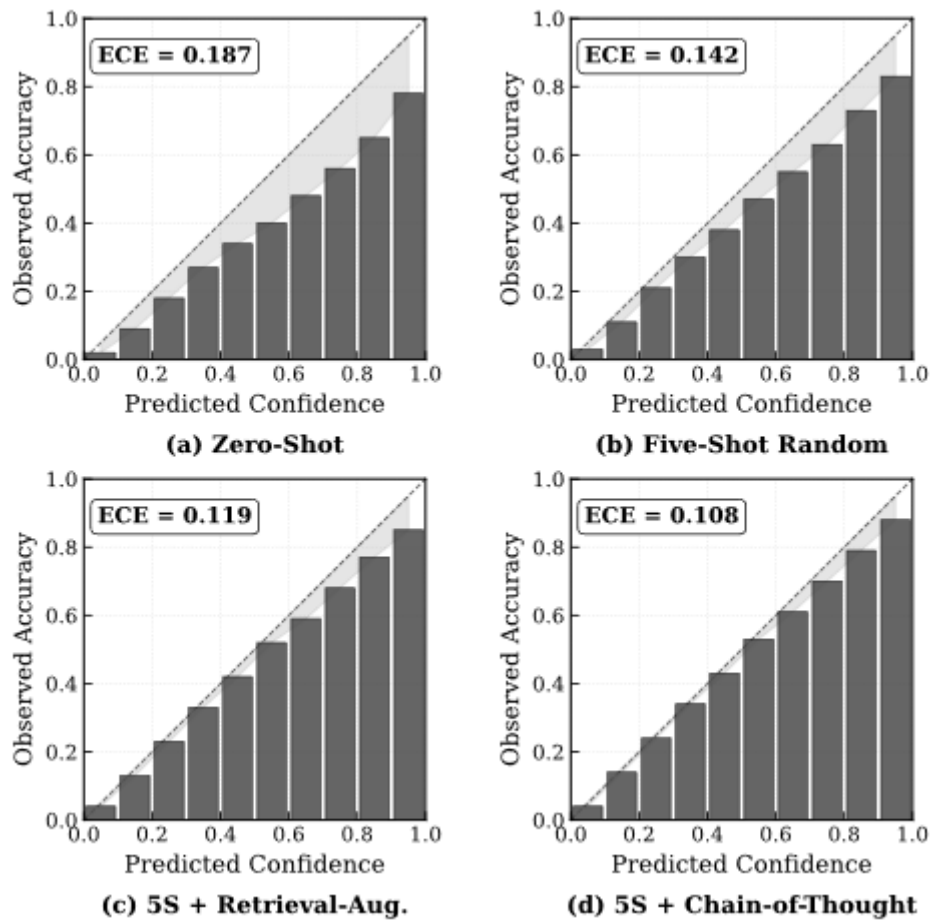 1.0
ECE = 0.187
0.8
0.6
0.4
0.2
0.0
Observed Accuracy
0.0 0.2 0.4 0.6 0.8 1.0
Predicted Confidence
(a) Zero-Shot
1.0
ECE = 0.142
0.8
0.6
0.4
0.2
0.0
Observed Accuracy
0.0 0.2 0.4 0.6 0.8 1.0
Predicted Confidence
(b) Five-Shot Random
1.0
ECE = 0.119
0.8
0.6
0.4
0.2
0.0
Observed Accuracy
0.0 0.2 0.4 0.6 0.8 1.0
Predicted Confidence
(c) 5S + Retrieval-Aug.
1.0
ECE = 0.108
0.8
0.6
0.4
0.2
0.0
Observed Accuracy
0.0 0.2 0.4 0.6 0.8 1.0
Predicted Confidence
(d) 5S + Chain-of-Thought